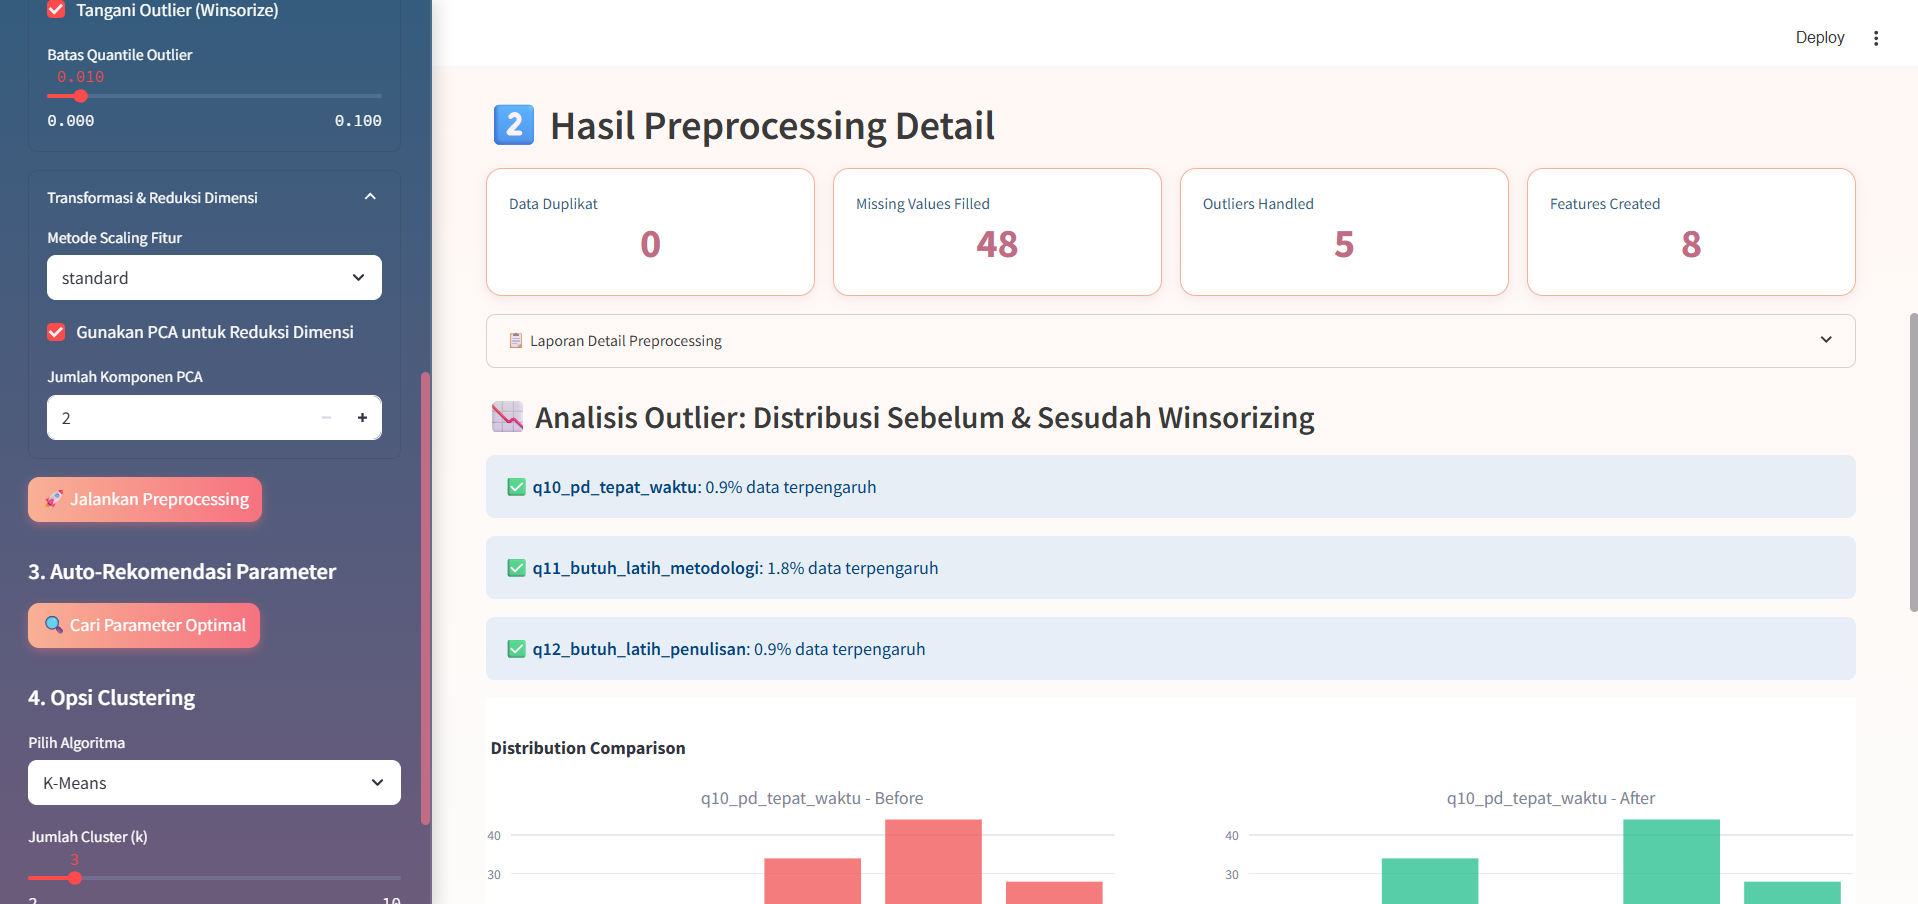 Tangani Outlier (Winsorize)
Batas Quantile Outlier
0.010
0.000 0.100
Transformasi & Reduksi Dimensi
Metode Scaling Fitur
standard
Gunakan PCA untuk Reduksi Dimensi
Jumlah Komponen PCA
2
Jalankan Preprocessing
3. Auto-Rekomendasi Parameter
Cari Parameter Optimal
4. Opsi Clustering
Pilih Algoritma
K-Means
Jumlah Cluster (k)
3
2 10
Deploy
2 Hasil Preprocessing Detail
Data Duplikat
0
Missing Values Filled
48
Outliers Handled
5
Features Created
8
Laporan Detail Preprocessing
Analisis Outlier: Distribusi Sebelum & Sesudah Winsorizing
q10_pd_tepat_waktu: 0.9% data terpengaruh
q11_butuh_latih_metodologi: 1.8% data terpengaruh
q12_butuh_latih_penulisan: 0.9% data terpengaruh
Distribution Comparison
q10_pd_tepat_waktu - Before
40
30
q10_pd_tepat_waktu - After
40
30